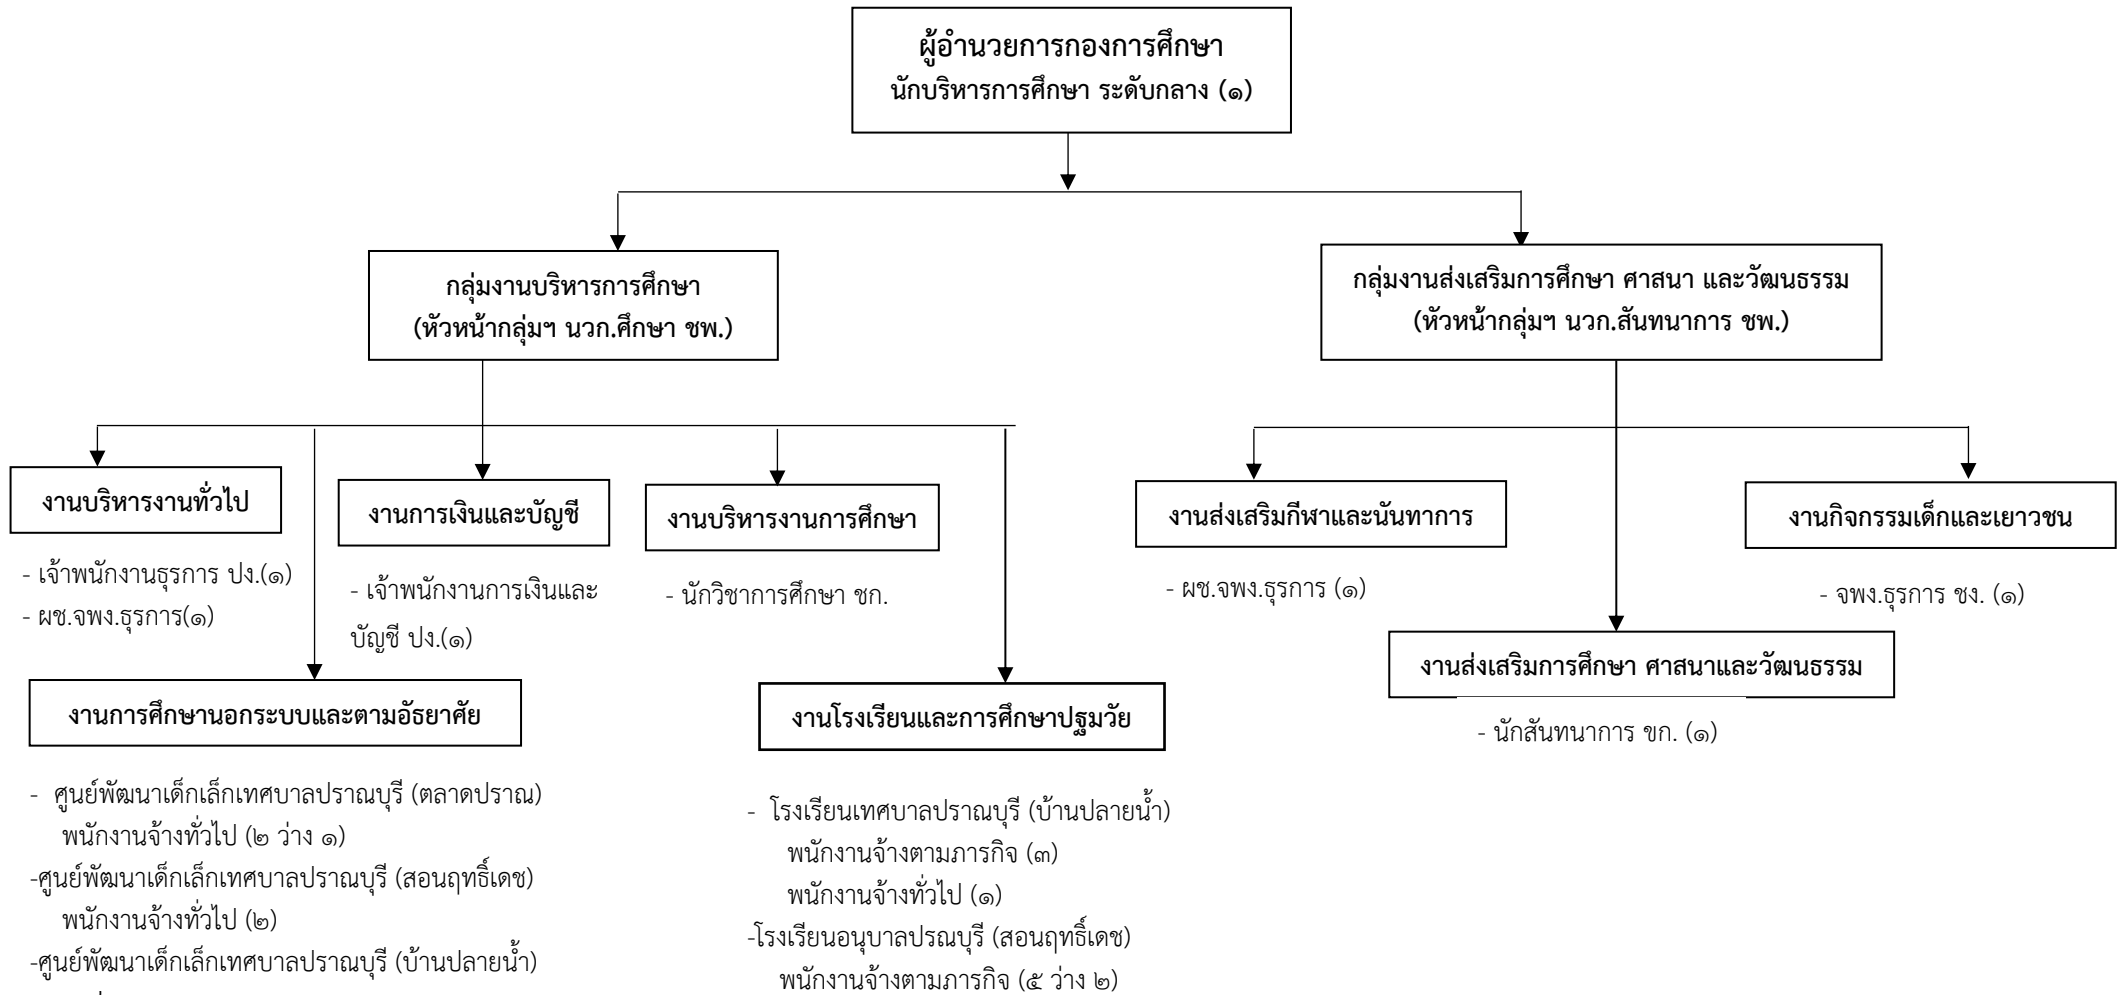 ผู้อำนวยการกองการศึกษา
นักบริหารการศึกษา ระดับกลาง (๑)
กลุ่มงานบริหารการศึกษา
(หัวหน้ากลุ่มฯ นวก.ศึกษา ชพ.)
กลุ่มงานส่งเสริมการศึกษา ศาสนา และวัฒนธรรม
(หัวหน้ากลุ่มฯ นวก.สันทนาการ ชพ.)
งานบริหารงานทั่วไป
- เจ้าพนักงานธุรการ ปง.(๑)
- ผช.จพง.ธุรการ(๑)
งานการเงินและบัญชี
- เจ้าพนักงานการเงินและ
บัญชี ปง.(๑)
งานบริหารงานการศึกษา
- นักวิชาการศึกษา ชก.
งานส่งเสริมกีฬาและนันทาการ
- ผช.จพง.ธุรการ (๑)
งานกิจกรรมเด็กและเยาวชน
- จพง.ธุรการ ชง. (๑)
งานส่งเสริมการศึกษา ศาสนาและวัฒนธรรม
- นักสันทนาการ ขก. (๑)
งานการศึกษานอกระบบและตามอัธยาศัย
- ศูนย์พัฒนาเด็กเล็กเทศบาลปราณบุรี (ตลาดปราณ)
พนักงานจ้างทั่วไป (๒ ว่าง ๑)
-ศูนย์พัฒนาเด็กเล็กเทศบาลปราณบุรี (สอนฤทธิ์เดช)
พนักงานจ้างทั่วไป (๒)
-ศูนย์พัฒนาเด็กเล็กเทศบาลปราณบุรี (บ้านปลายน้ำ)
งานโรงเรียนและการศึกษาปฐมวัย
- โรงเรียนเทศบาลปราณบุรี (บ้านปลายน้ำ)
พนักงานจ้างตามภารกิจ (๓)
พนักงานจ้างทั่วไป (๑)
-โรงเรียนอนุบาลปรณบุรี (สอนฤทธิ์เดช)
พนักงานจ้างตามภารกิจ (๕ ว่าง ๒)